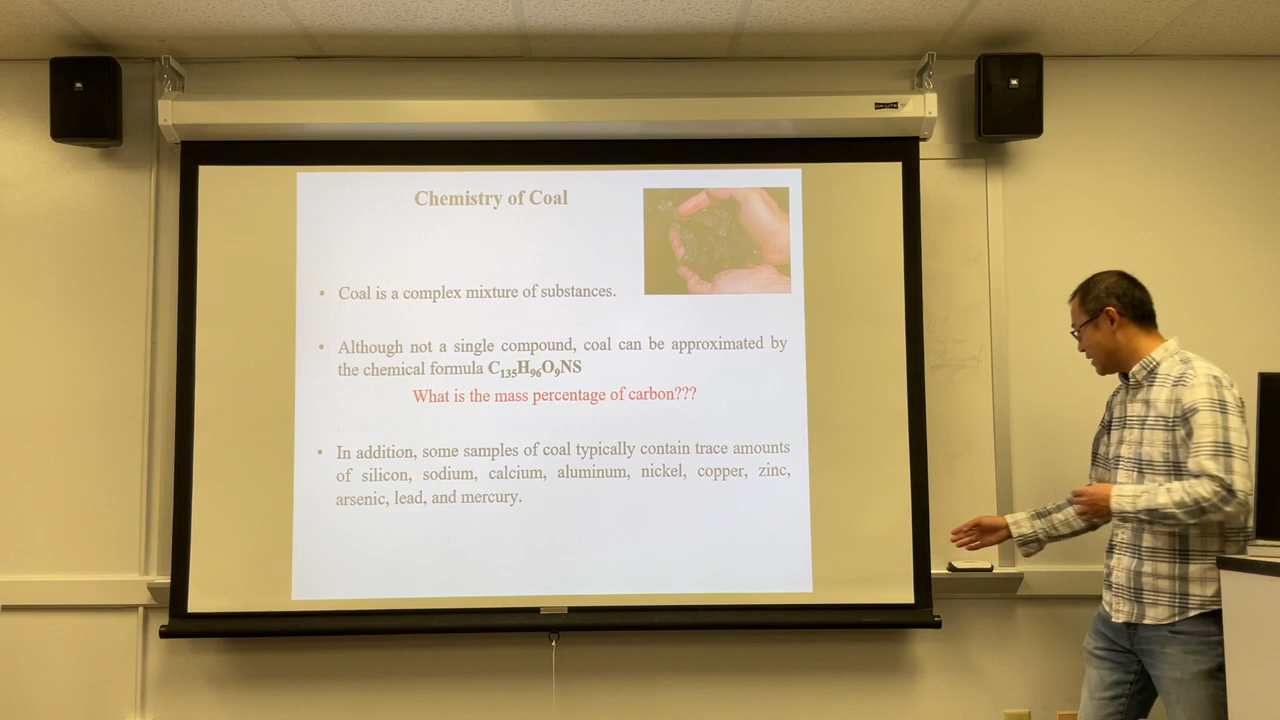 Chemistry of Coal
• Coal is a complex mixture of substances.
• Although not a single compound, coal can be approximated by
the chemical formula C₁₃₅H₉₆O₉NS
What is the mass percentage of carbon???
• In addition, some samples of coal typically contain trace amounts
of silicon, sodium, calcium, aluminum, nickel, copper, zinc,
arsenic, lead, and mercury.